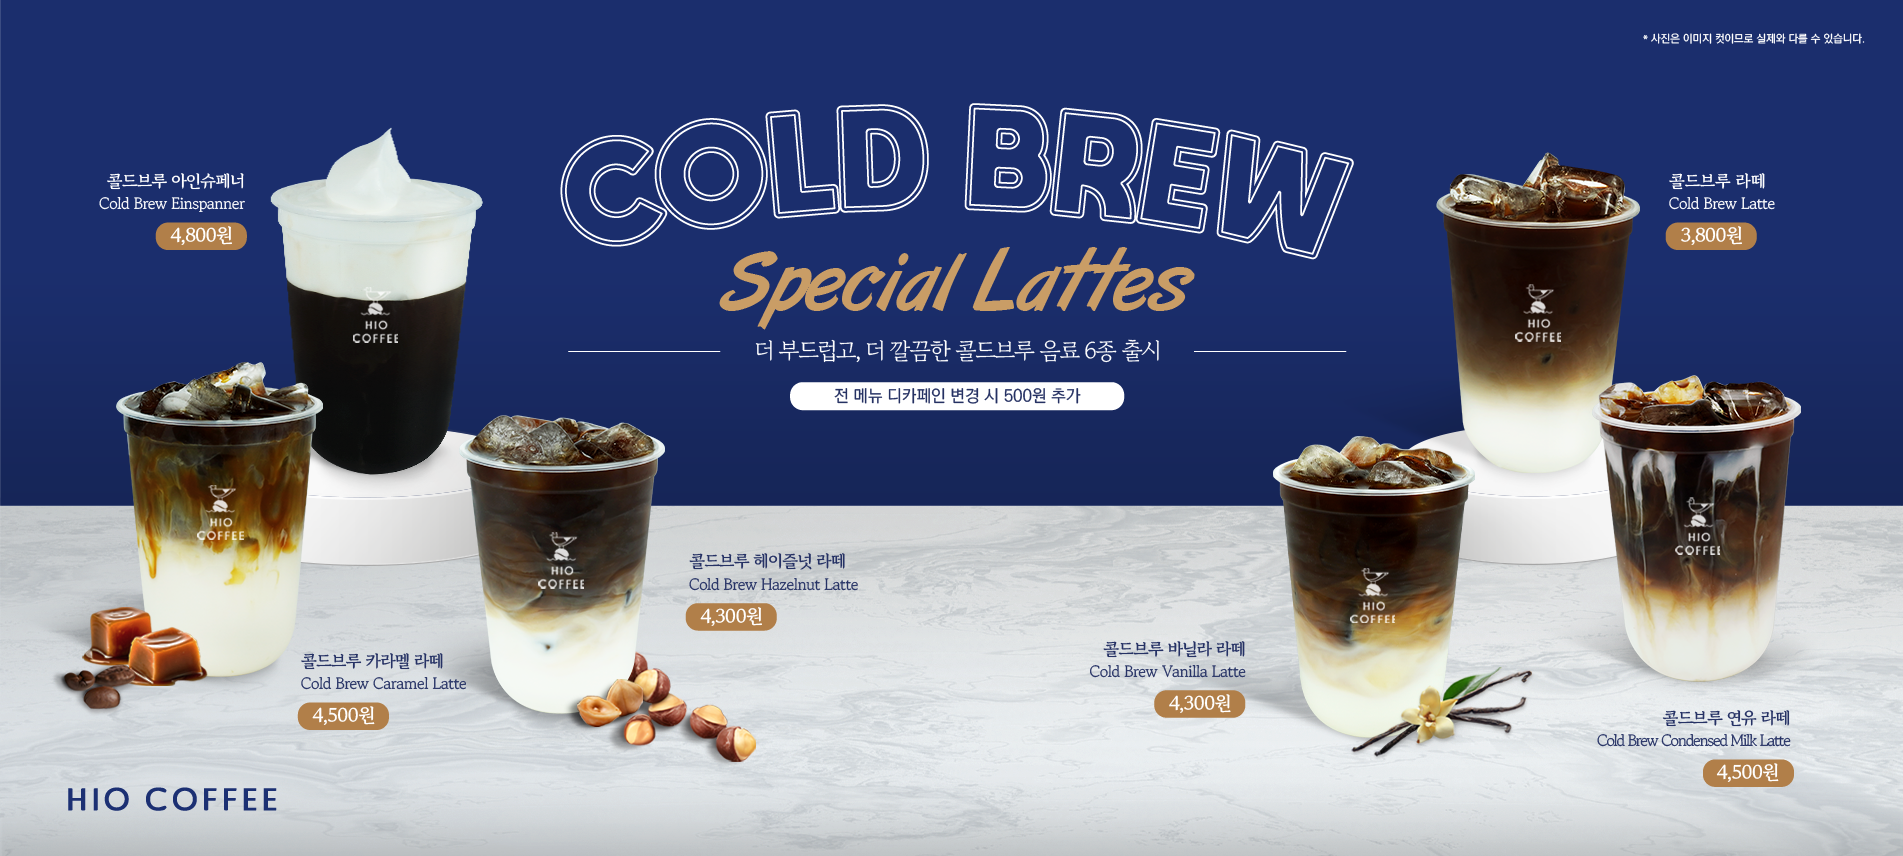 * 사진은 이미지 컷이므로 실제와 다를 수 있습니다.
COLD BREW
Special Lattes
더 부드럽고, 더 깔끔한 콜드브루 음료 6종 출시
전 메뉴 디카페인 변경 시 500원 추가
콜드브루 아인슈페너
Cold Brew Einspanner
4,800원
HIO
COFFEE
콜드브루 라떼
Cold Brew Latte
3,800원
HIO
COFFEE
HIO
COFFEE
콜드브루 카라멜 라떼
Cold Brew Caramel Latte
4,500원
HIO
COFFEE
콜드브루 헤이즐넛 라떼
Cold Brew Hazelnut Latte
4,300원
HIO
COFFEE
콜드브루 바닐라 라떼
Cold Brew Vanilla Latte
4,300원
HIO
COFFEE
콜드브루 연유 라떼
Cold Brew Condensed Milk Latte
4,500원
HIO COFFEE